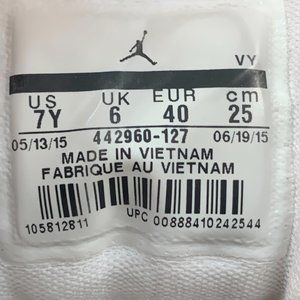 VY
US UK EUR cm
7Y 6 40 25
05/13/15 442960-127 06/19/15
MADE IN VIETNAM
FABRIQUE AU VIETNAM
105812811 UPC 00888410242544